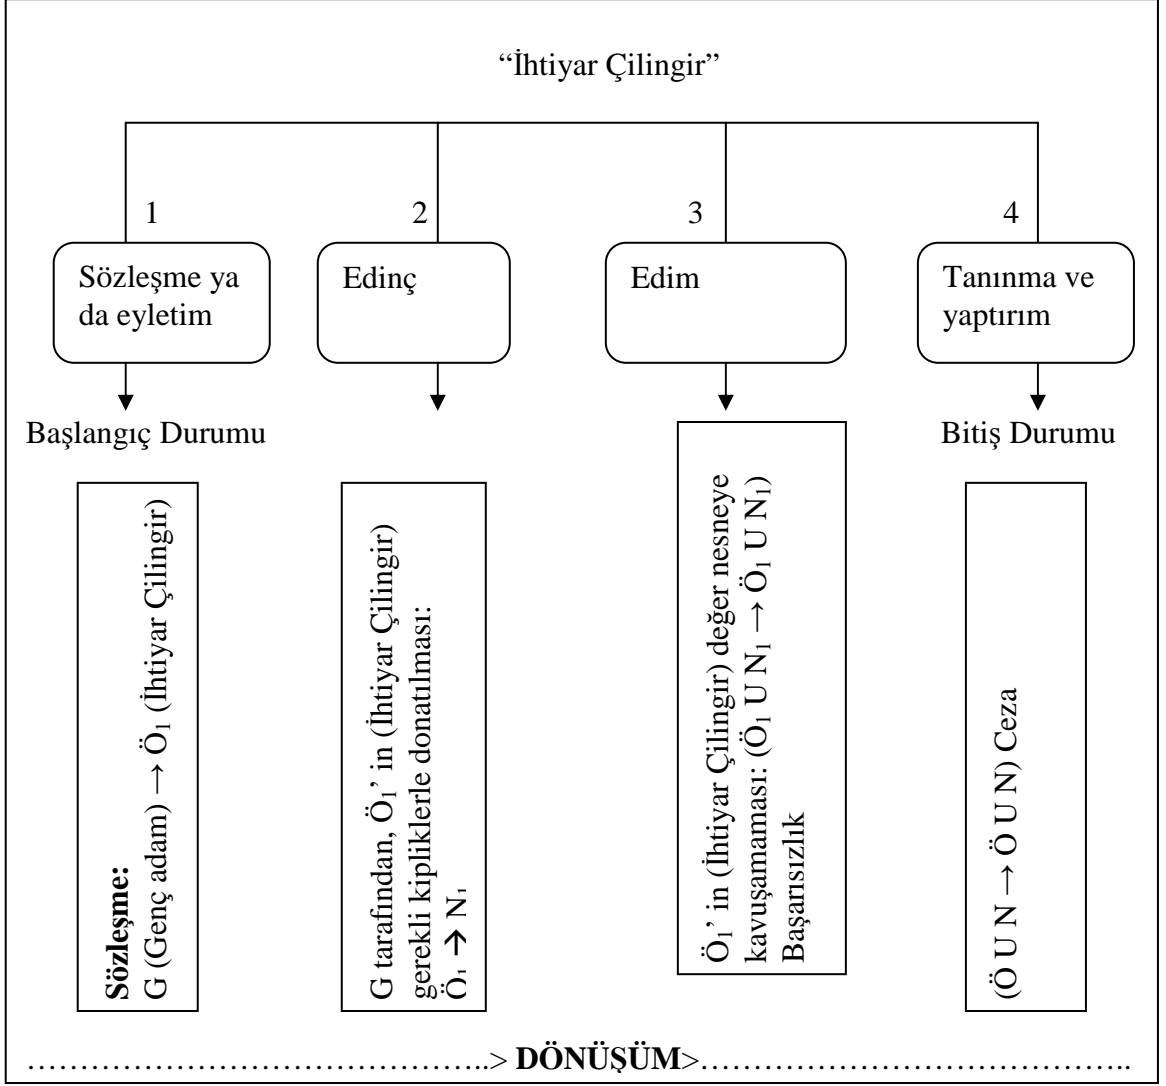 “İhtiyar Çilingir”
1
2
3
4
Sözleşme ya
da eyletim
Edinç
Edim
Tanınma ve
yaptırım
Başlangıç Durumu
Bitiş Durumu
Sözleşme:
G (Genç adam) → Ö₁ (İhtiyar Çilingir)
G tarafından, Ö₁’ in (İhtiyar Çilingir)
gerekli kipliklerle donatılması:
Ö₁ → N₁
Ö₁’ in (İhtiyar Çilingir) değer nesneye
kavuşamaması: (Ö₁ U N₁ → Ö₁ U N₁)
Başarısızlık
(Ö U N → Ö U N) Ceza
……………………………………..> DÖNÜŞÜM>…………………………………..